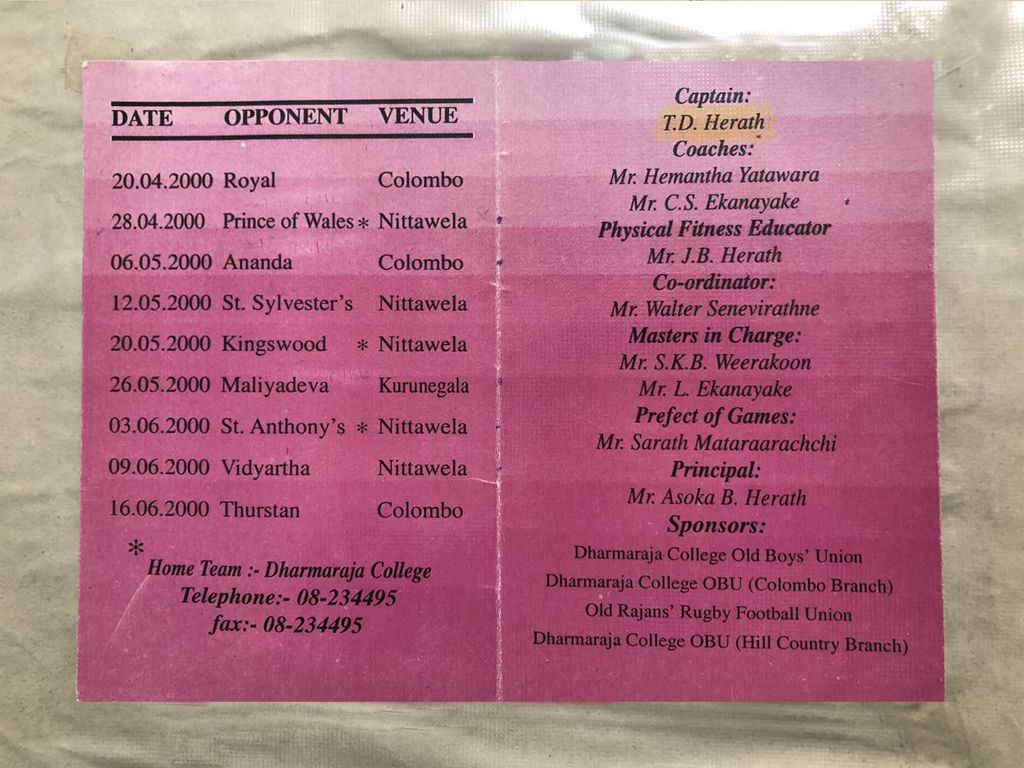 DATE OPPONENT VENUE
20.04.2000 Royal Colombo
28.04.2000 Prince of Wales * Nittawela
06.05.2000 Ananda Colombo
12.05.2000 St. Sylvester's Nittawela
20.05.2000 Kingswood * Nittawela
26.05.2000 Maliyadeva Kurunegala
03.06.2000 St. Anthony's * Nittawela
09.06.2000 Vidyartha Nittawela
16.06.2000 Thurstan Colombo
*
Home Team :- Dharmaraja College
Telephone:- 08-234495
fax:- 08-234495
Captain:
T.D. Herath
Coaches:
Mr. Hemantha Yatawara
Mr. C.S. Ekanayake
Physical Fitness Educator
Mr. J.B. Herath
Co-ordinator:
Mr. Walter Senevirathne
Masters in Charge:
Mr. S.K.B. Weerakoon
Mr. L. Ekanayake
Prefect of Games:
Mr. Sarath Mataraarachchi
Principal:
Mr. Asoka B. Herath
Sponsors:
Dharmaraja College Old Boys' Union
Dharmaraja College OBU (Colombo Branch)
Old Rajans' Rugby Football Union
Dharmaraja College OBU (Hill Country Branch)